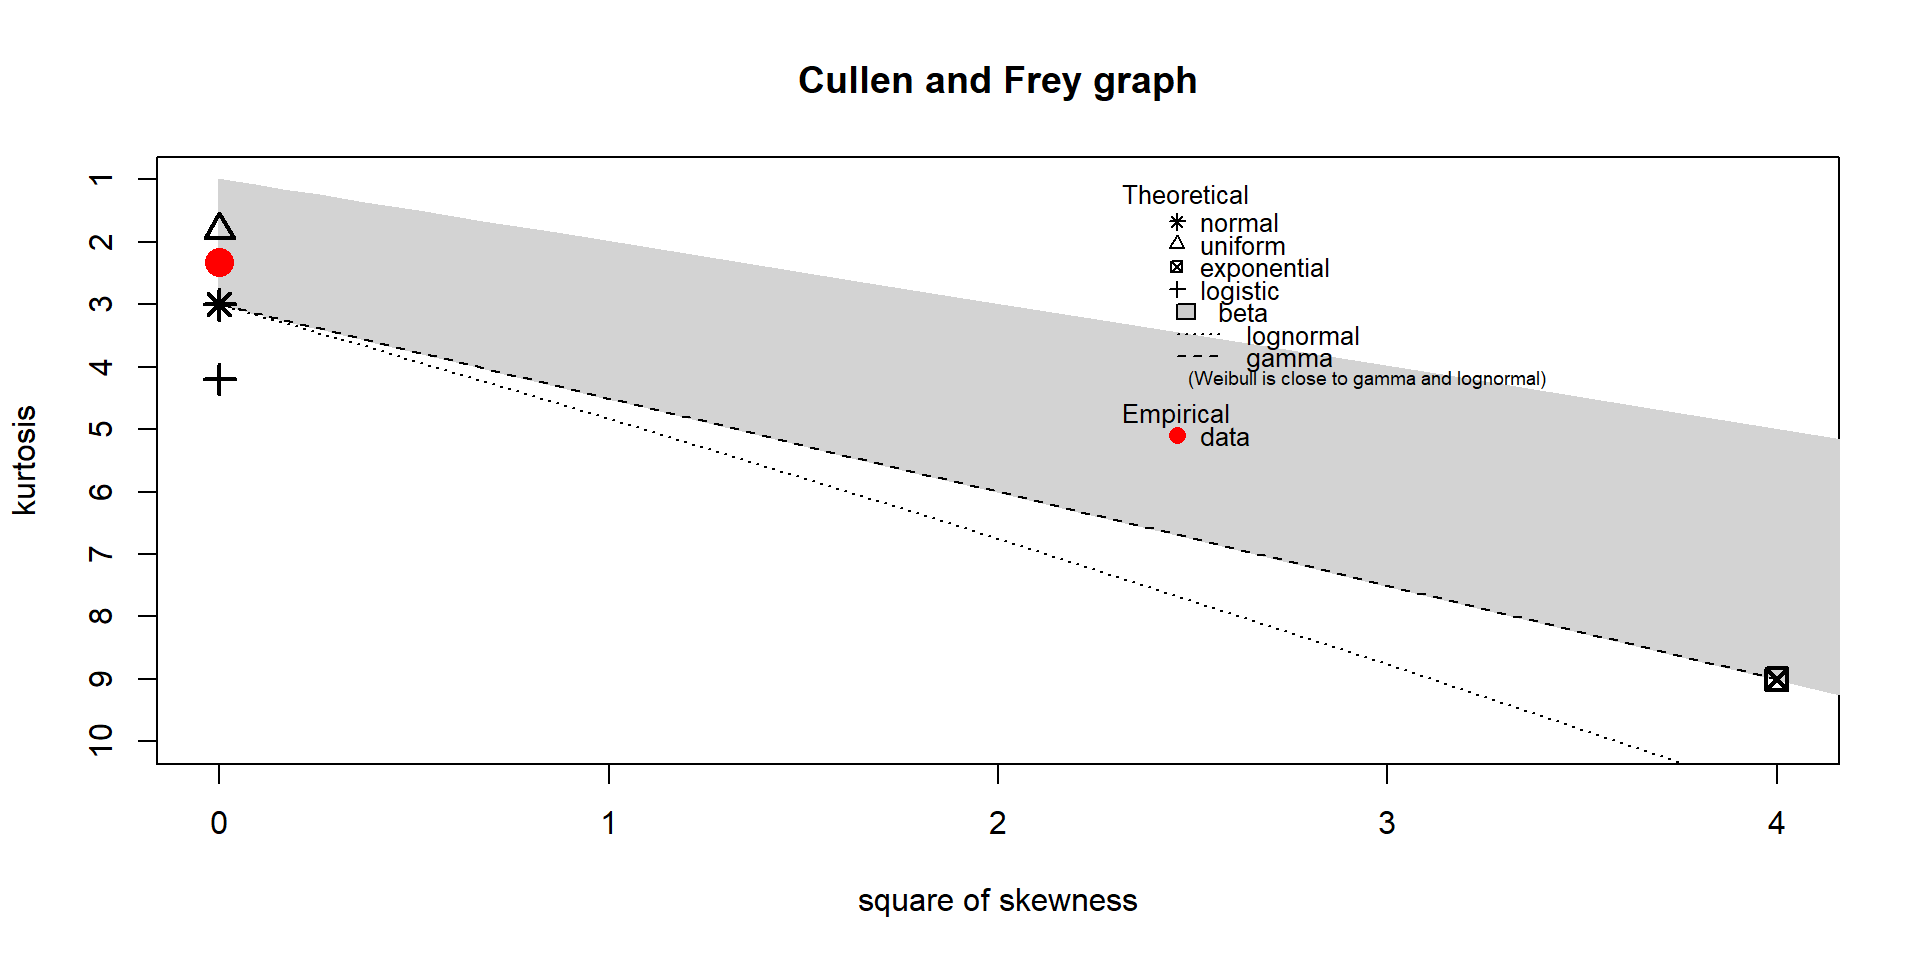 Cullen and Frey graph
Theoretical
normal
uniform
exponential
logistic
beta
lognormal
gamma
(Weibull is close to gamma and lognormal)
Empirical
data
kurtosis
1
2
3
4
5
6
7
8
9
10
0 1 2 3 4
square of skewness